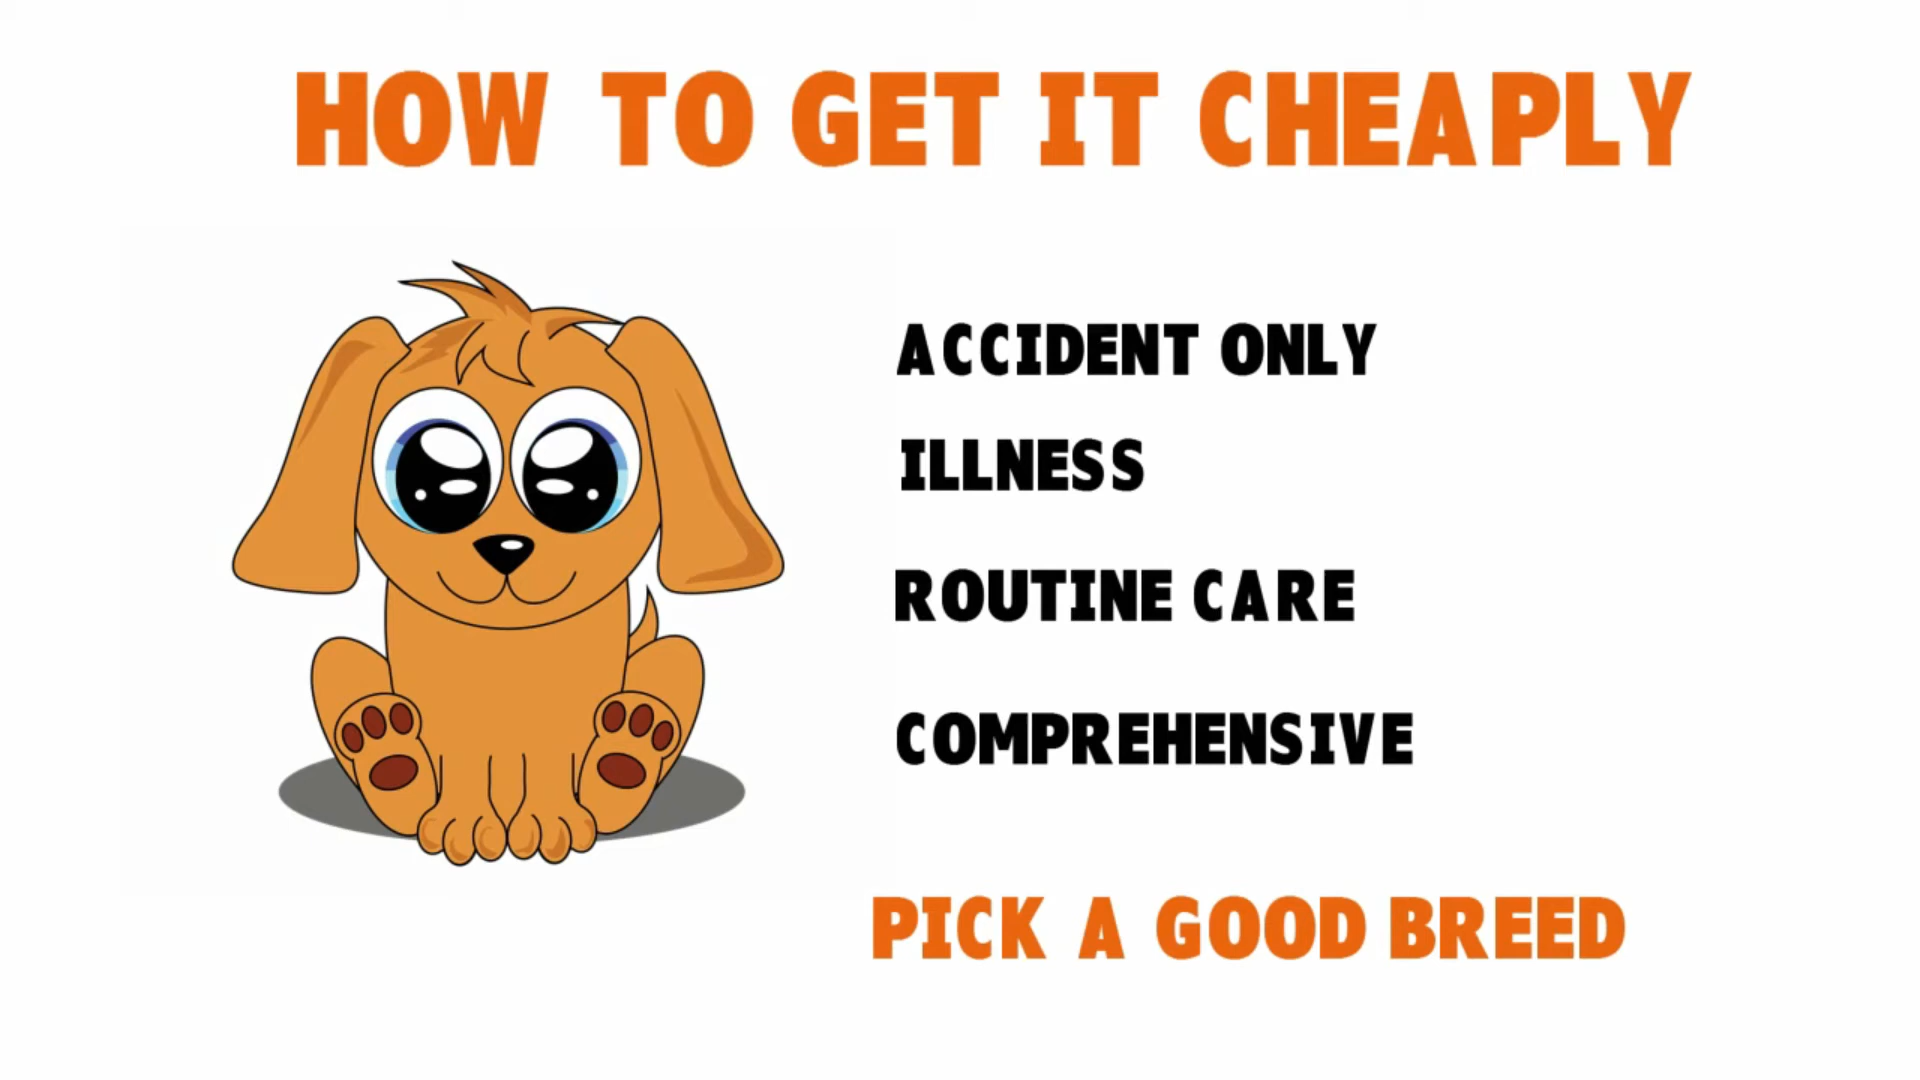 HOW TO GET IT CHEAPLY
ACCIDENT ONLY
ILLNESS
ROUTINE CARE
COMPREHENSIVE
PICK A GOOD BREED